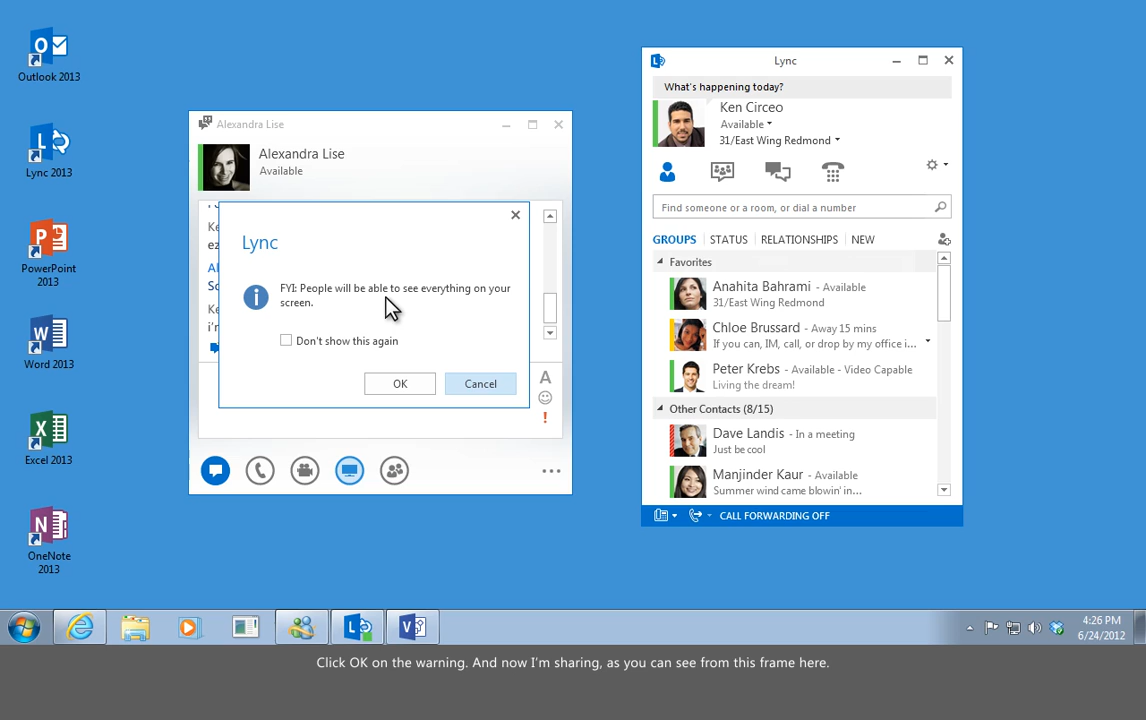 Outlook 2013
Lync 2013
PowerPoint
2013
Word 2013
Excel 2013
OneNote
2013
Alexandra Lise
Alexandra Lise
Available
Lync
FYI: People will be able to see everything on your
screen.
Don't show this again
OK
Cancel
A
!
Lync
What's happening today?
Ken Circeo
Available
31/East Wing Redmond
Find someone or a room, or dial a number
GROUPS STATUS RELATIONSHIPS NEW
Favorites
Anahita Bahrami - Available
31/East Wing Redmond
Chloe Brussard - Away 15 mins
If you can, IM, call, or drop by my office i...
Peter Krebs - Available - Video Capable
Living the dream!
Other Contacts (8/15)
Dave Landis - In a meeting
Just be cool
Manjinder Kaur - Available
Summer wind came blowin' in...
CALL FORWARDING OFF
4:26 PM
6/24/2012
Click OK on the warning. And now I'm sharing, as you can see from this frame here.